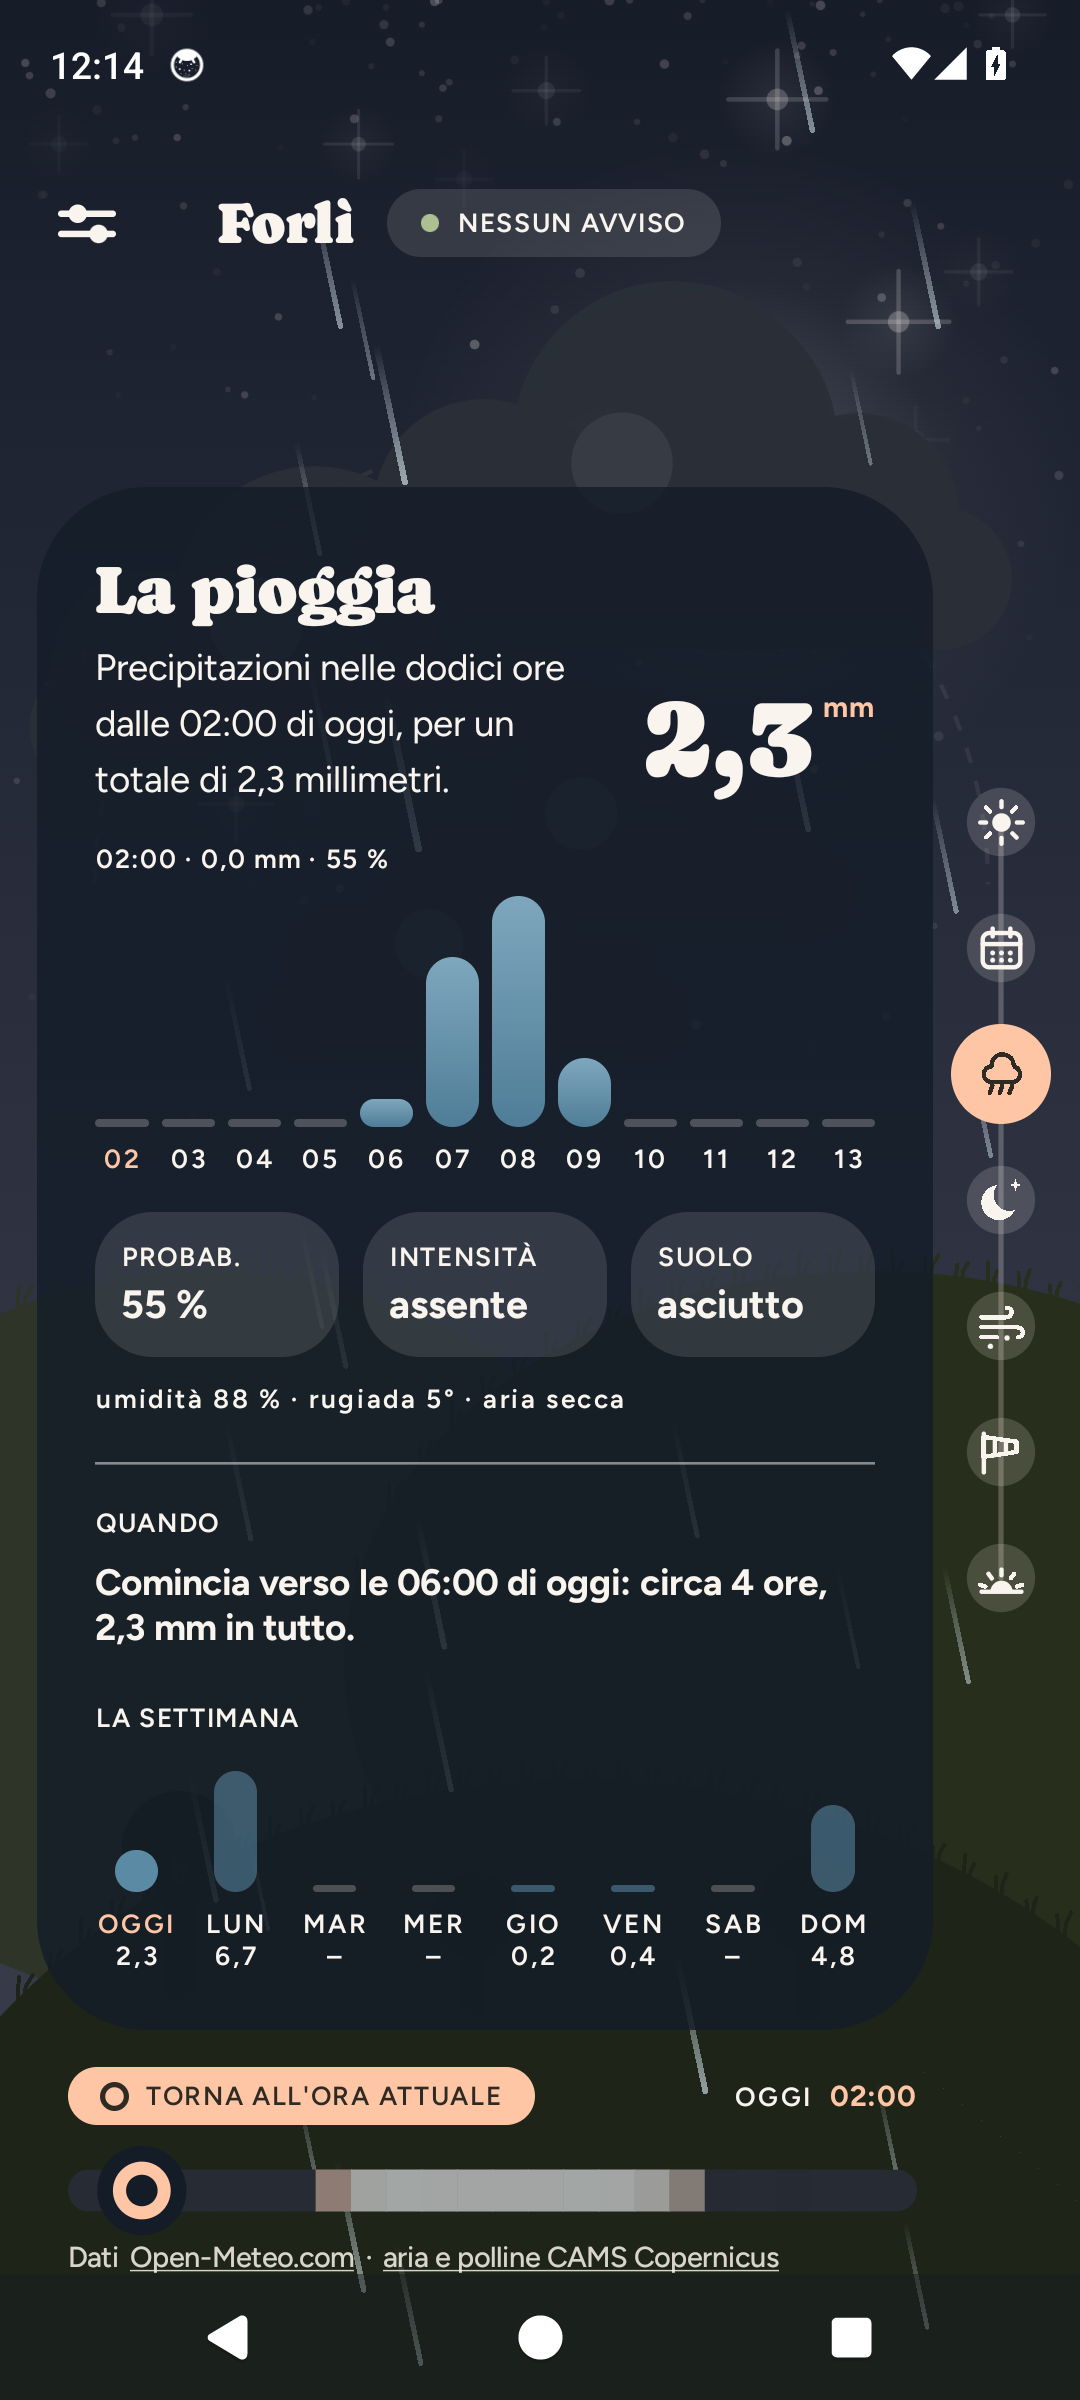 12:14
Forlì
NESSUN AVVISO
La pioggia
Precipitazioni nelle dodici ore
dalle 02:00 di oggi, per un
totale di 2,3 millimetri.
2,3 mm
02:00 · 0,0 mm · 55 %
02 03 04 05 06 07 08 09 10 11 12 13
PROBAB.
55 %
INTENSITÀ
assente
SUOLO
asciutto
umidità 88 % · rugiada 5° · aria secca
QUANDO
Comincia verso le 06:00 di oggi: circa 4 ore,
2,3 mm in tutto.
LA SETTIMANA
OGGI LUN MAR MER GIO VEN SAB DOM
2,3 6,7 – – 0,2 0,4 – 4,8
TORNA ALL'ORA ATTUALE
OGGI 02:00
Dati Open-Meteo.com · aria e polline CAMS Copernicus